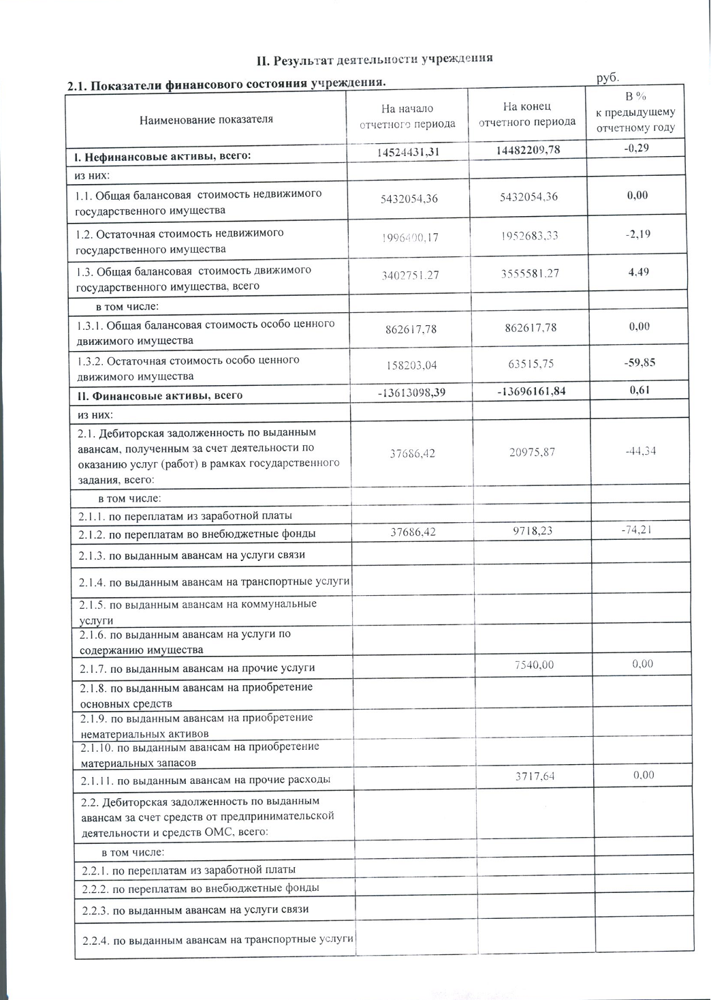 II. Результат деятельности учреждения
2.1. Показатели финансового состояния учреждения.
руб.
Наименование показателя
На начало
отчетного периода
На конец
отчетного периода
В %
к предыдущему
отчетному году
I. Нефинансовые активы, всего: 14524431,31 14482209,78 -0,29
из них:
1.1. Общая балансовая стоимость недвижимого
государственного имущества
5432054,36 5432054,36 0,00
1.2. Остаточная стоимость недвижимого
государственного имущества
1996400,17 1952683,33 -2,19
1.3. Общая балансовая стоимость движимого
государственного имущества, всего
3402751.27 3555581.27 4,49
в том числе:
1.3.1. Общая балансовая стоимость особо ценного
движимого имущества
862617,78 862617,78 0,00
1.3.2. Остаточная стоимость особо ценного
движимого имущества
158203,04 63515,75 -59,85
II. Финансовые активы, всего -13613098,39 -13696161,84 0,61
из них:
2.1. Дебиторская задолженность по выданным
авансам, полученным за счет деятельности по
оказанию услуг (работ) в рамках государственного
задания, всего:
37686,42 20975,87 -44,34
в том числе:
2.1.1. по переплатам из заработной платы
2.1.2. по переплатам во внебюджетные фонды 37686,42 9718,23 -74,21
2.1.3. по выданным авансам на услуги связи
2.1.4. по выданным авансам на транспортные услуги
2.1.5. по выданным авансам на коммунальные
услуги
2.1.6. по выданным авансам на услуги по
содержанию имущества
2.1.7. по выданным авансам на прочие услуги 7540,00 0,00
2.1.8. по выданным авансам на приобретение
основных средств
2.1.9. по выданным авансам на приобретение
нематериальных активов
2.1.10. по выданным авансам на приобретение
материальных запасов
2.1.11. по выданным авансам на прочие расходы 3717,64 0,00
2.2. Дебиторская задолженность по выданным
авансам за счет средств от предпринимательской
деятельности и средств ОМС, всего:
в том числе:
2.2.1. по переплатам из заработной платы
2.2.2. по переплатам во внебюджетные фонды
2.2.3. по выданным авансам на услуги связи
2.2.4. по выданным авансам на транспортные услуги